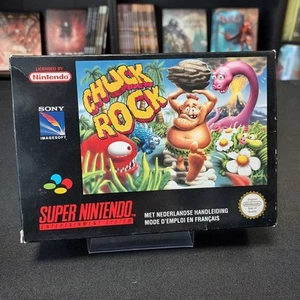 LICENSED BY
Nintendo
SONY
IMAGESOFT
CHUCK
ROCK
SUPER NINTENDO
ENTERTAINMENT SYSTEM
MET NEDERLANDSE HANDLEIDING
MODE D'EMPLOI EN FRANÇAIS